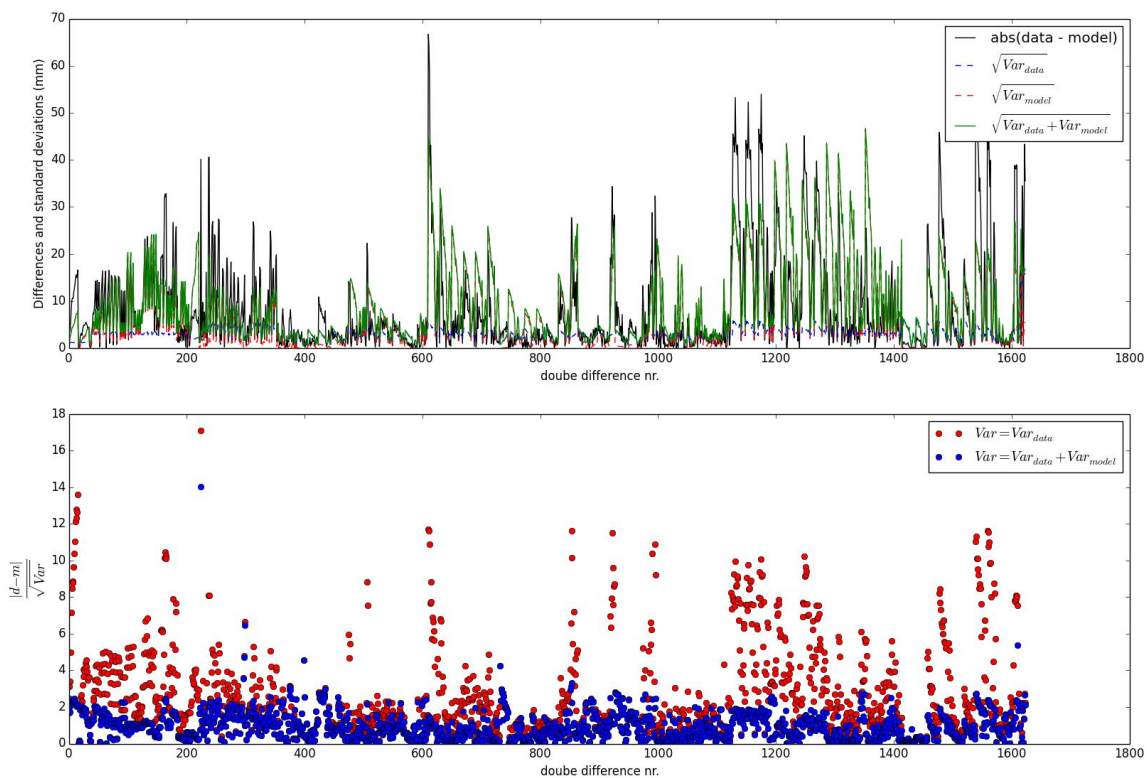 70
60
50
40
30
20
10
0
Differences and standard deviations (mm)
abs(data - model)
√Var_data
√Var_model
√Var_data + Var_model
0 200 400 600 800 1000 1200 1400 1600 1800
doube difference nr.
18
16
14
12
10
8
6
4
2
0
|d−m|
√Var
Var = Var_data
Var = Var_data + Var_model
0 200 400 600 800 1000 1200 1400 1600 1800
doube difference nr.